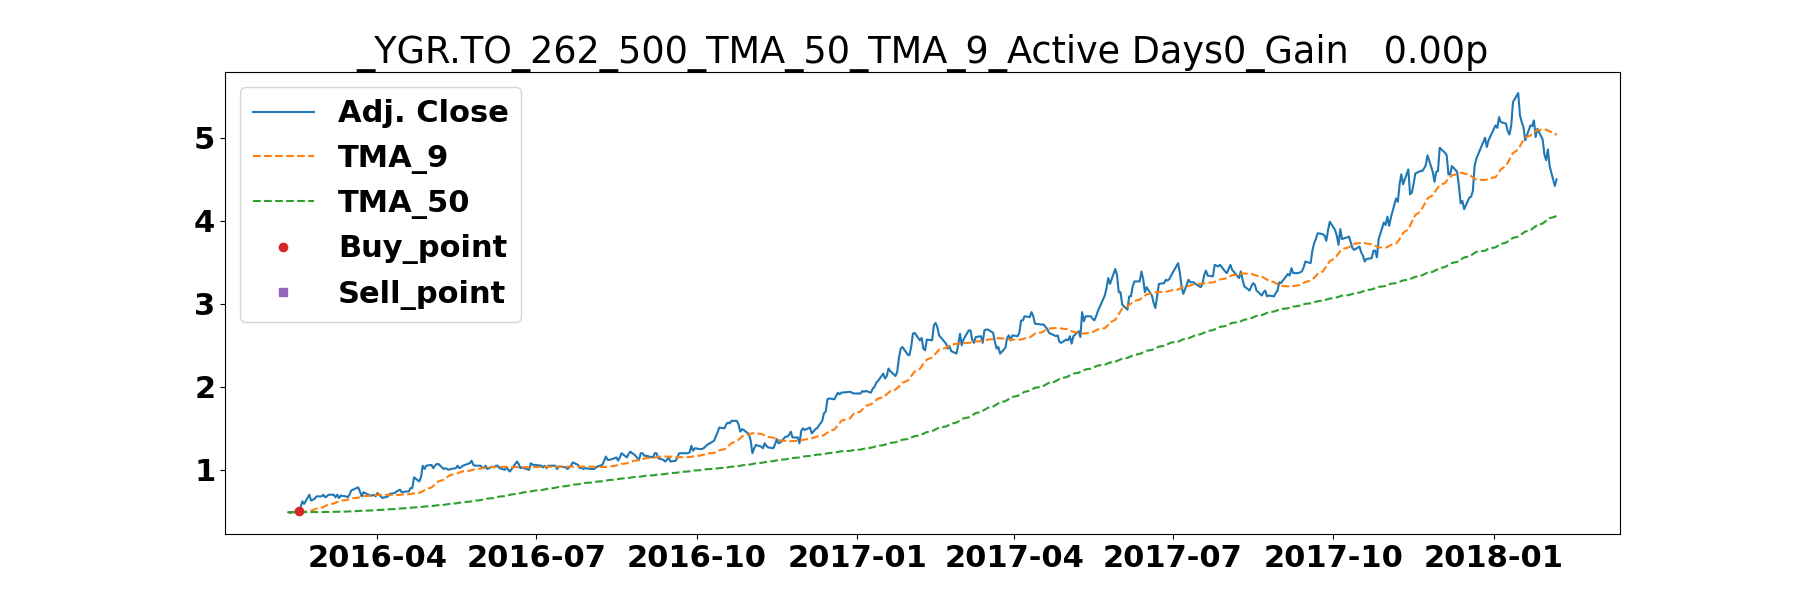 _YGR.TO_262_500_TMA_50_TMA_9_Active Days0_Gain   0.00p
Adj. Close
TMA_9
TMA_50
Buy_point
Sell_point
5
4
3
2
1
2016-04 2016-07 2016-10 2017-01 2017-04 2017-07 2017-10 2018-01